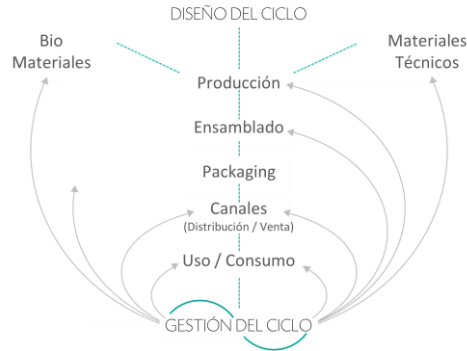 DISEÑO DEL CICLO
Bio
Materiales
Materiales
Técnicos
Producción
Ensamblado
Packaging
Canales
(Distribución / Venta)
Uso / Consumo
GESTIÓN DEL CICLO